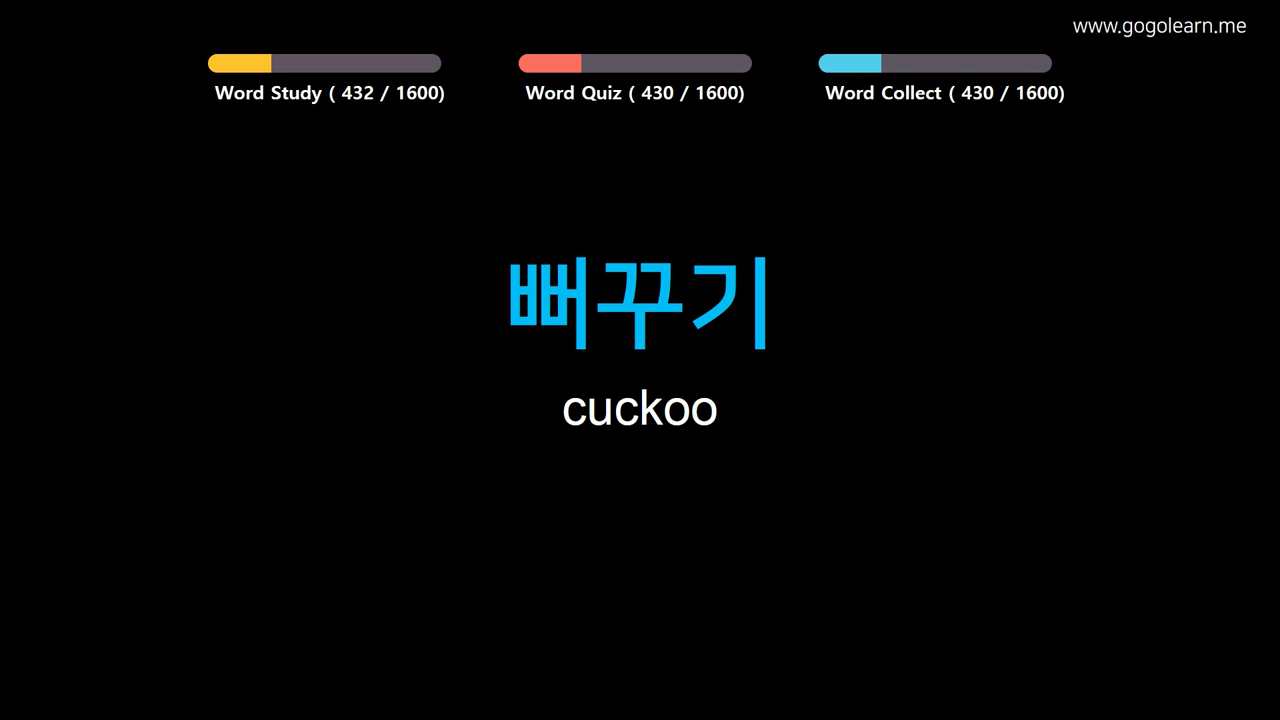 www.gogolearn.me
Word Study ( 432 / 1600)
Word Quiz ( 430 / 1600)
Word Collect ( 430 / 1600)
뻐꾸기
cuckoo